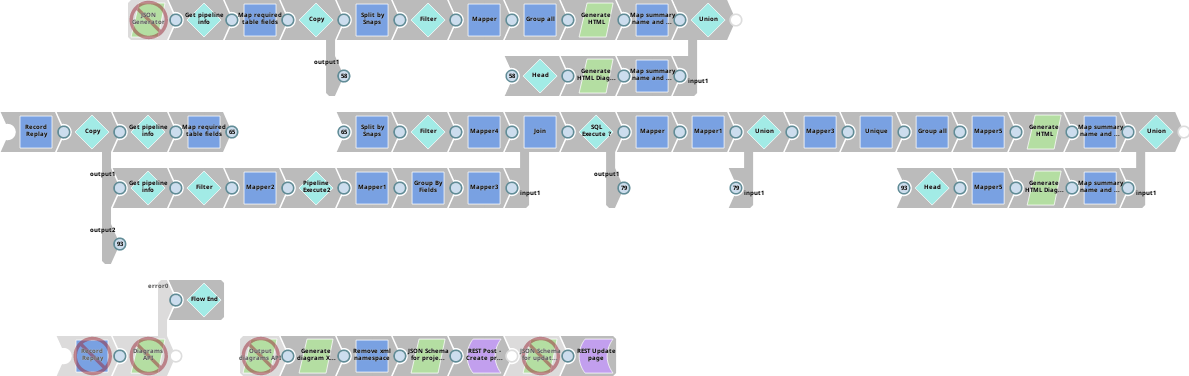 JSON Generator
Get pipeline info
Map required table fields
Copy
Split by Snaps
Filter
Mapper
Group all
Generate HTML
Map summary name and ...
Union
output1
58
58
Head
Generate HTML Diag...
Map summary name and ...
input1
Record Replay
Copy
Get pipeline info
Map required table fields
65
65
Split by Snaps
Filter
Mapper4
Join
SQL Execute ?
Mapper
Mapper1
Union
Mapper3
Unique
Group all
Mapper5
Generate HTML
Map summary name and ...
Union
output1
Get pipeline info
Filter
Mapper2
Pipeline Execute2
Mapper1
Group By Fields
Mapper3
input1
output1
79
79
input1
93
Head
Mapper5
Generate HTML Diag...
Map summary name and ...
input1
output2
93
error0
Flow End
Record Replay
Diagrams API
Output diagrams API
Generate diagram X...
Remove xml namespace
JSON Schema for proje...
REST Post - Create pr...
JSON Schema for updat...
REST Update page